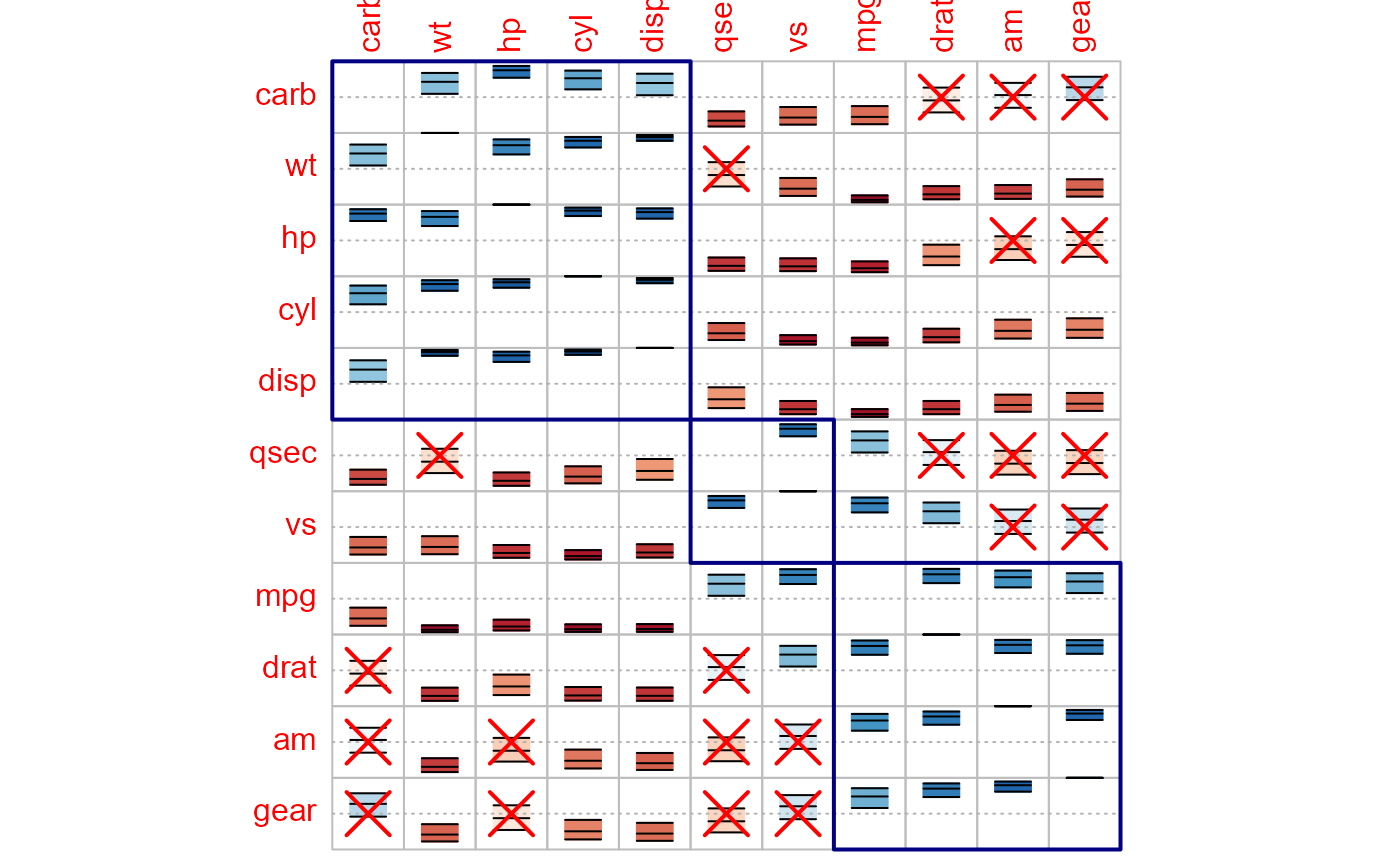 carb
wt
hp
cyl
disp
qse
vs
mpg
drat
am
gea
carb
wt
hp
cyl
disp
qsec
vs
mpg
drat
am
gear